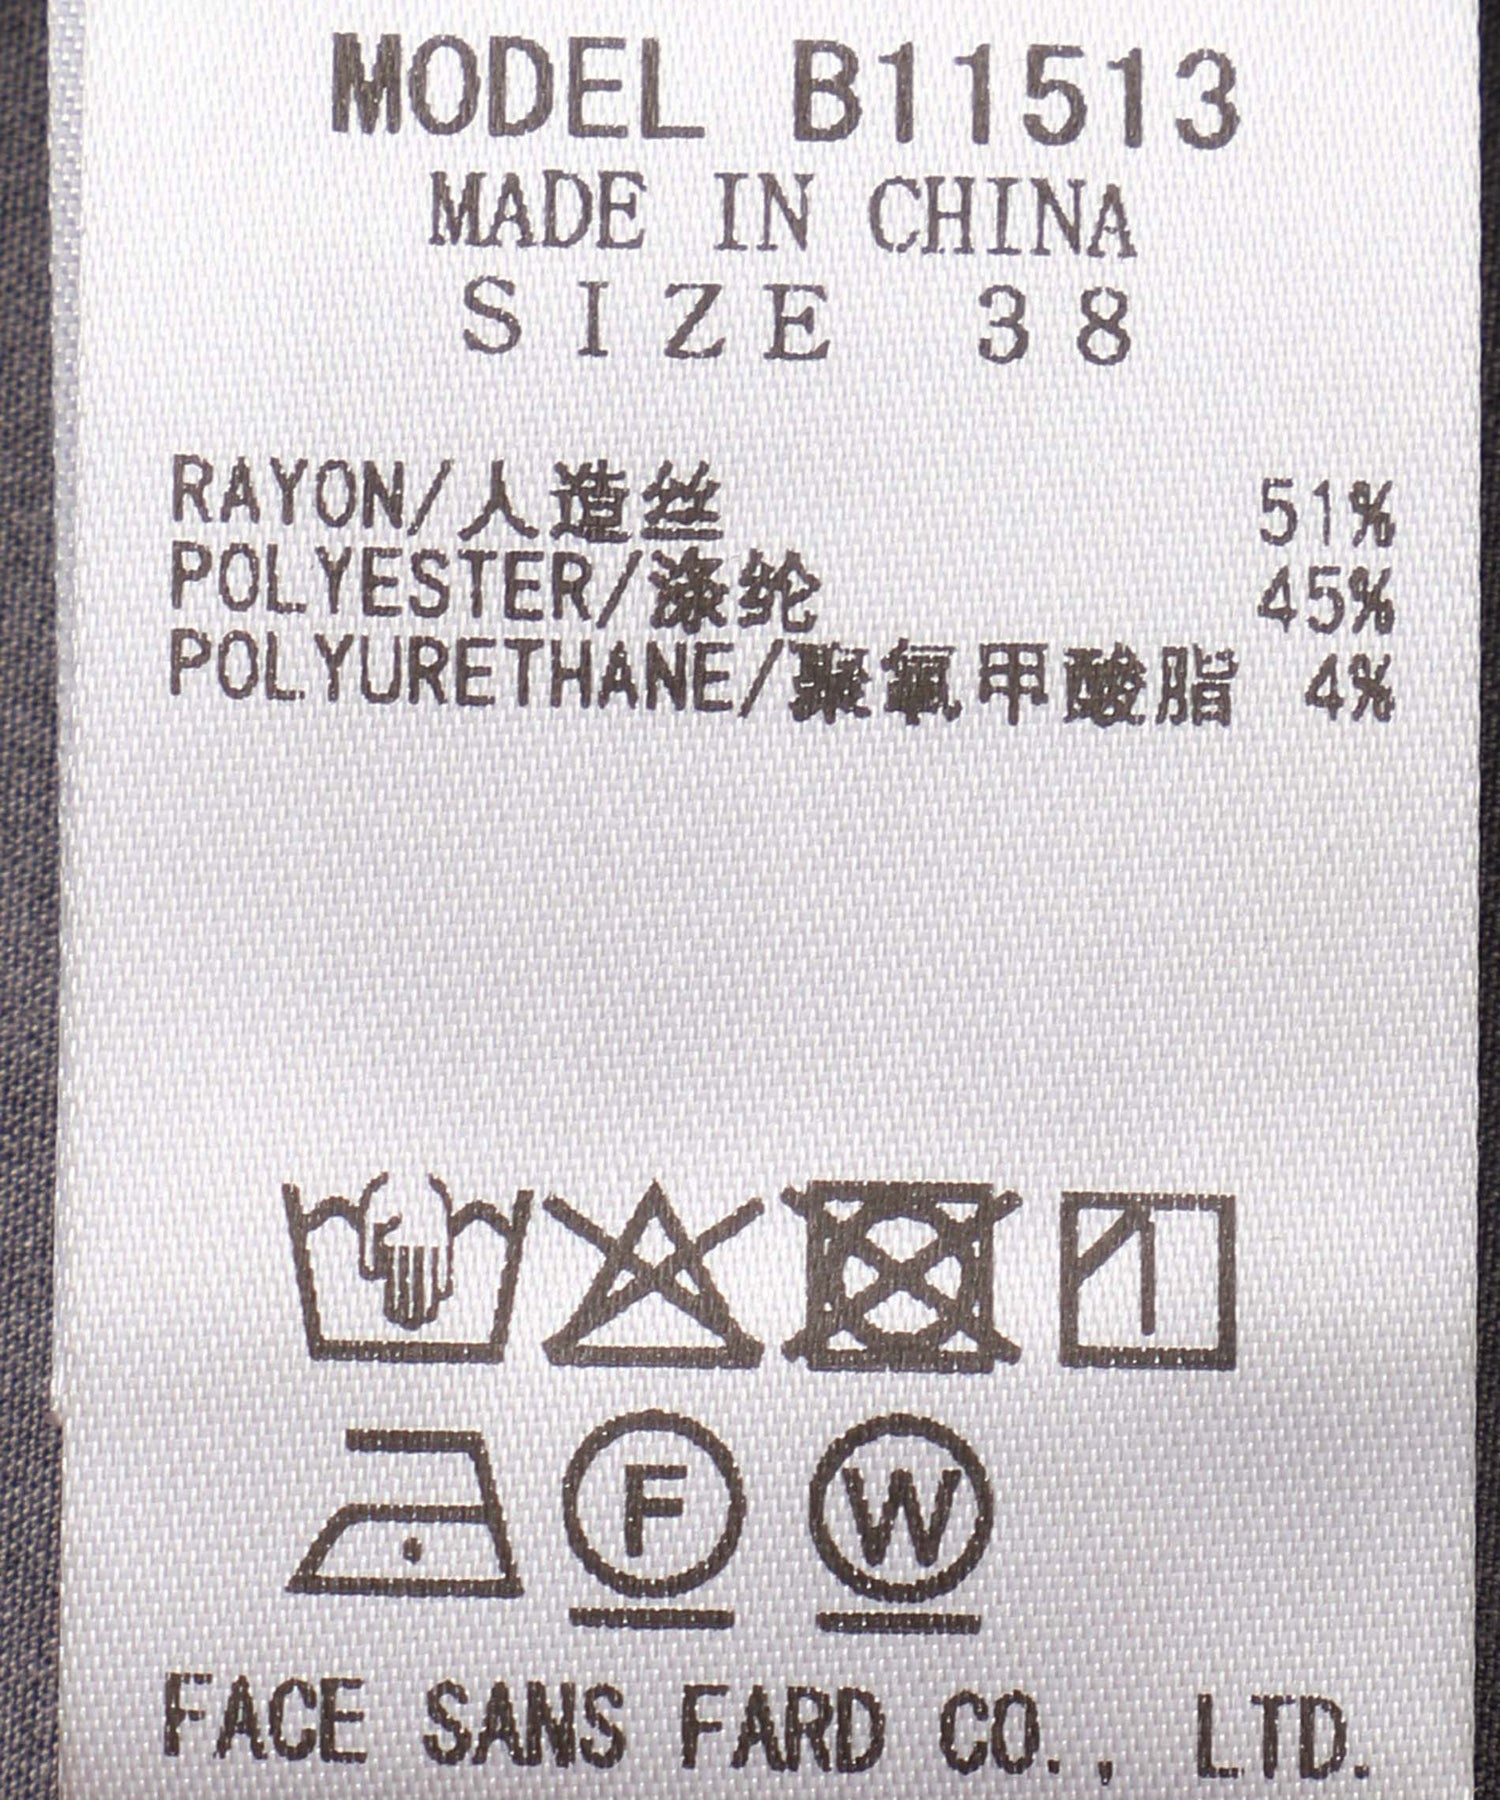 MODEL B11513
MADE IN CHINA
SIZE 38
RAYON/人造丝 51%
POLYESTER/涤纶 45%
POLYURETHANE/聚氧甲酸脂 4%
F W
FACE SANS FARD CO., LTD.